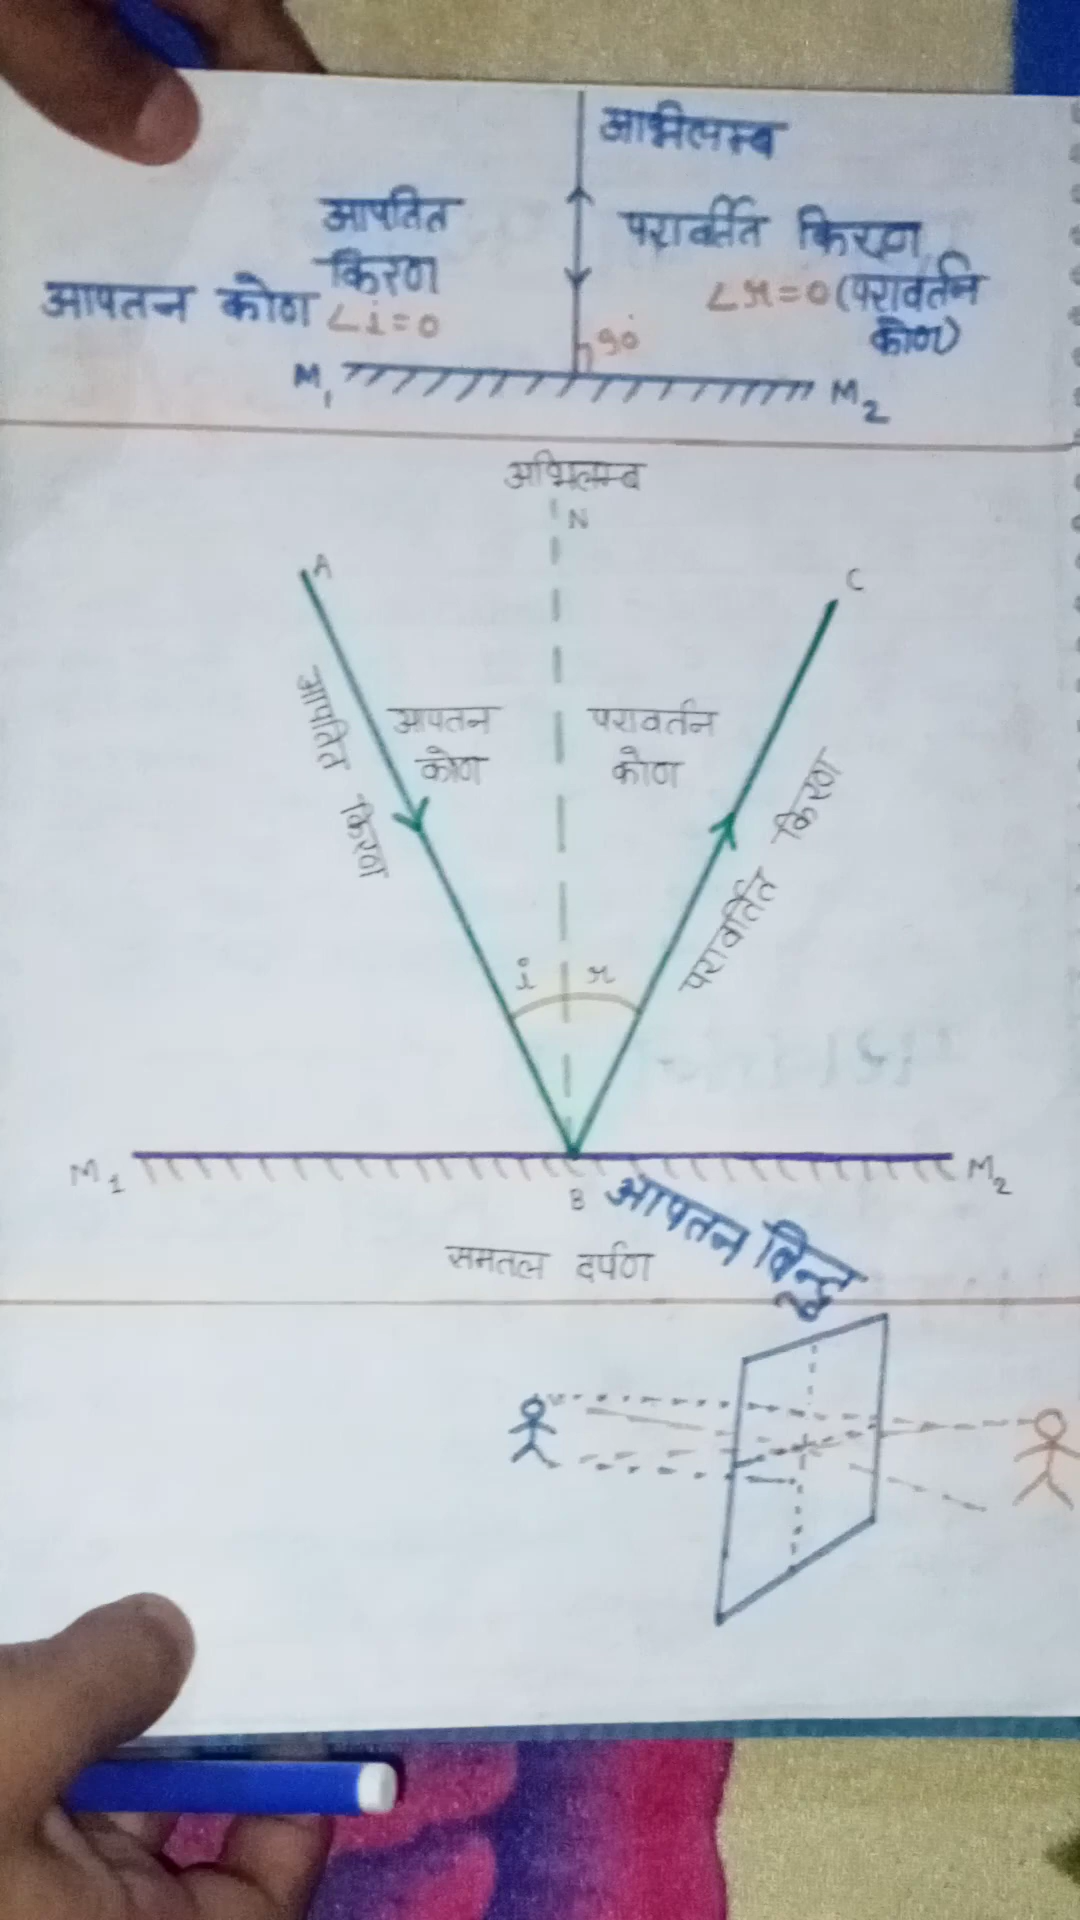 अभिलम्ब
आपतित
किरण
परावर्तित किरण
आपतन कोण ∠i=0
∠r=0 (परावर्तन
कोण)
90°
M1
M2
अभिलम्ब
N
A
C
आपतित किरण
आपतन
कोण
परावर्तन
कोण
परावर्तित किरण
i
r
M1
M2
B
आपतन बिन्दु
समतल दर्पण